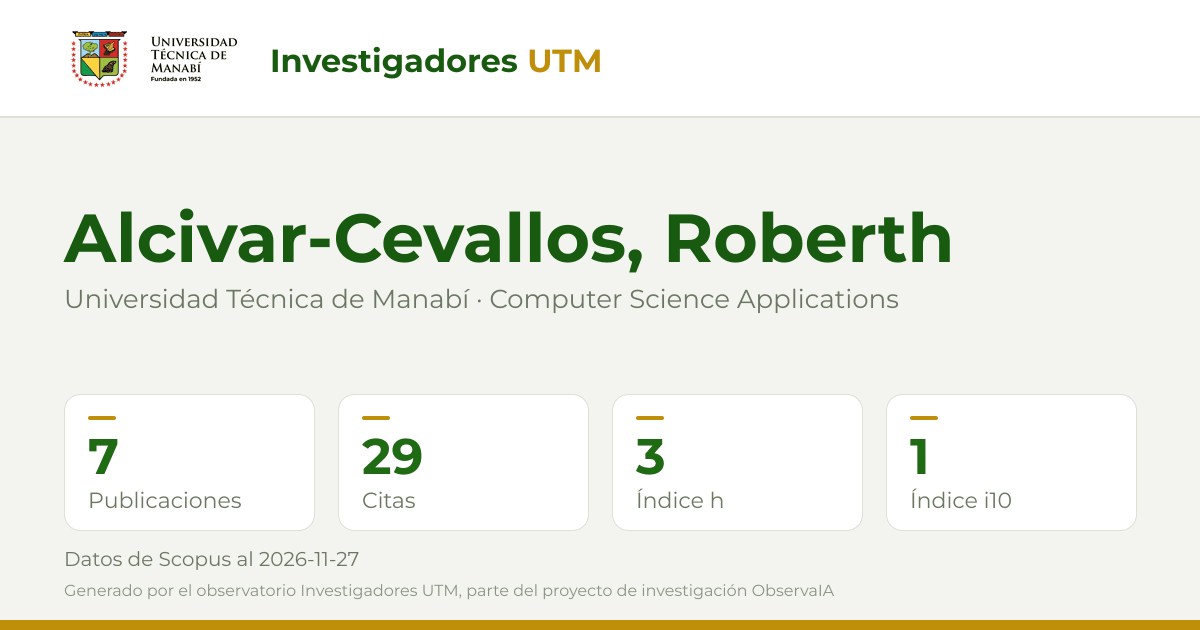 UNIVERSIDAD
TÉCNICA DE
MANABÍ
Fundada en 1952
Investigadores UTM
Alcivar-Cevallos, Roberth
Universidad Técnica de Manabí · Computer Science Applications
7
Publicaciones
29
Citas
3
Índice h
1
Índice i10
Datos de Scopus al 2026-11-27
Generado por el observatorio Investigadores UTM, parte del proyecto de investigación ObservaIA